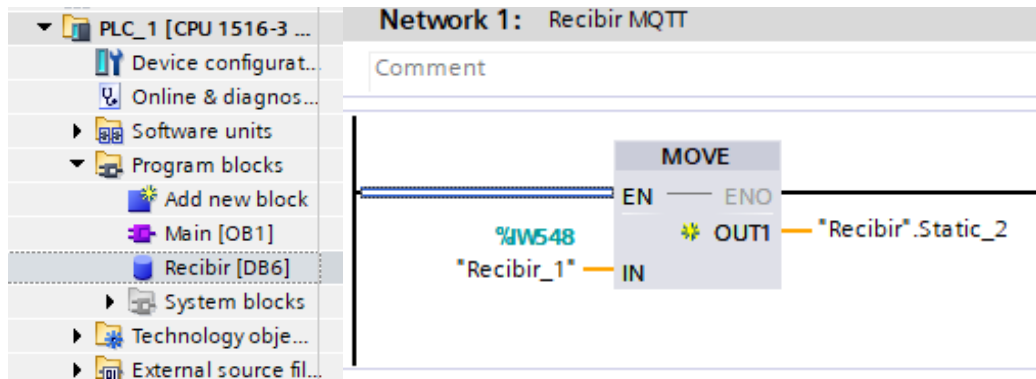 PLC_1 [CPU 1516-3 ...
Device configurat...
Online & diagnos...
Software units
Program blocks
Add new block
Main [OB1]
Recibir [DB6]
System blocks
Technology obje...
External source fil...
Network 1: Recibir MQTT
Comment
MOVE
EN ENO
%IW548
"Recibir_1"
IN
OUT1
"Recibir".Static_2